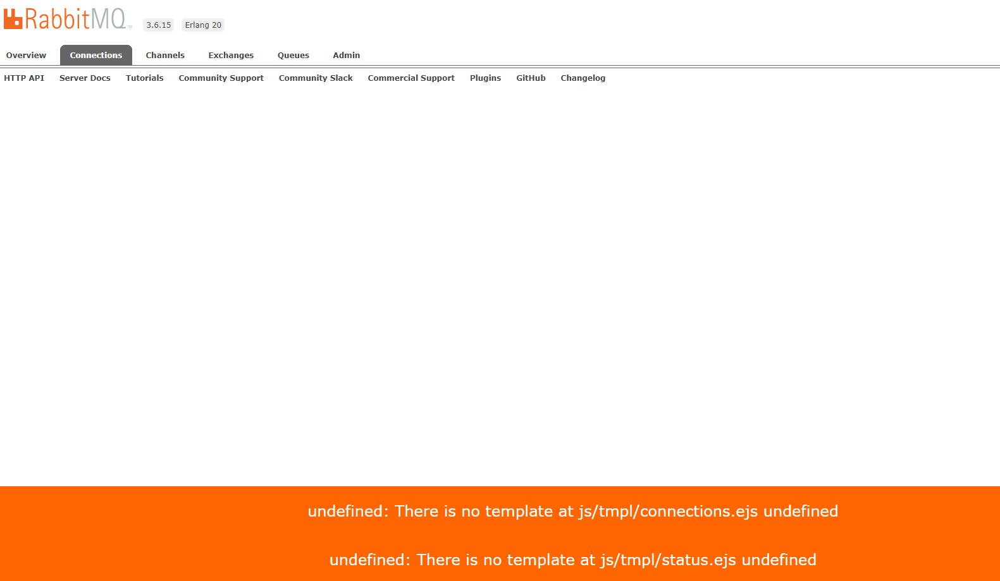 RabbitMQ™ 3.6.15 Erlang 20
Overview Connections Channels Exchanges Queues Admin
HTTP API Server Docs Tutorials Community Support Community Slack Commercial Support Plugins GitHub Changelog
undefined: There is no template at js/tmpl/connections.ejs undefined
undefined: There is no template at js/tmpl/status.ejs undefined